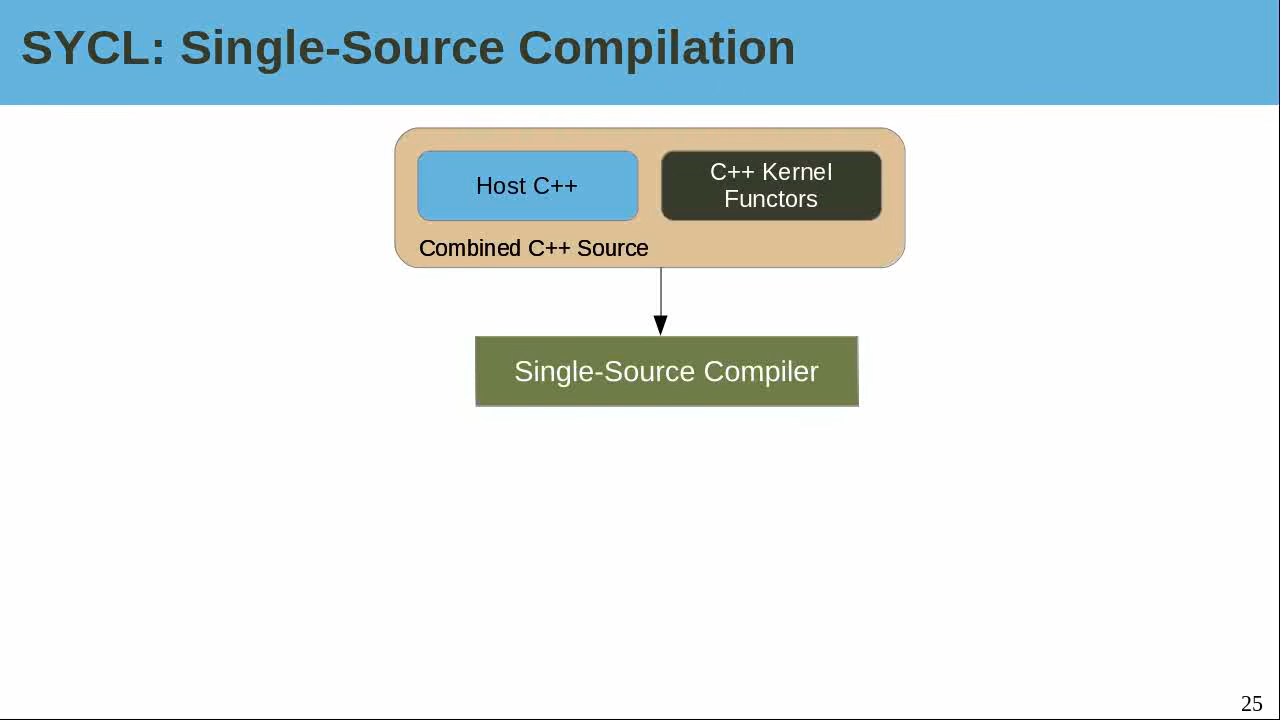 SYCL: Single-Source Compilation
Host C++
C++ Kernel
Functors
Combined C++ Source
Single-Source Compiler
25